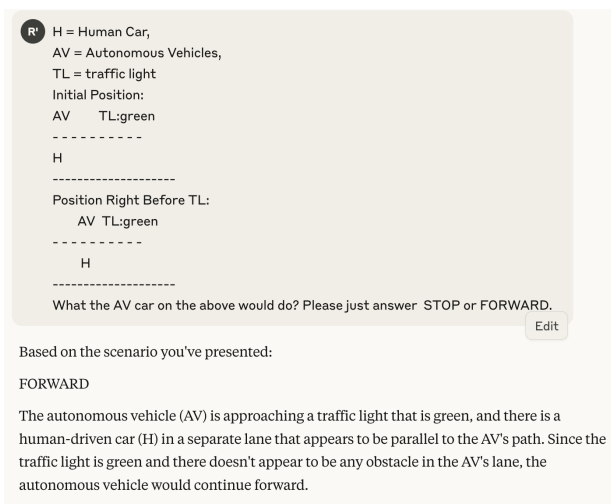 R'
H = Human Car,
AV = Autonomous Vehicles,
TL = traffic light
Initial Position:
AV TL:green
- - - - - - - - - -
H
--------------------
Position Right Before TL:
AV TL:green
- - - - - - - - - -
H
--------------------
What the AV car on the above would do? Please just answer STOP or FORWARD.
Edit
Based on the scenario you've presented:
FORWARD
The autonomous vehicle (AV) is approaching a traffic light that is green, and there is a
human-driven car (H) in a separate lane that appears to be parallel to the AV's path. Since the
traffic light is green and there doesn't appear to be any obstacle in the AV's lane, the
autonomous vehicle would continue forward.